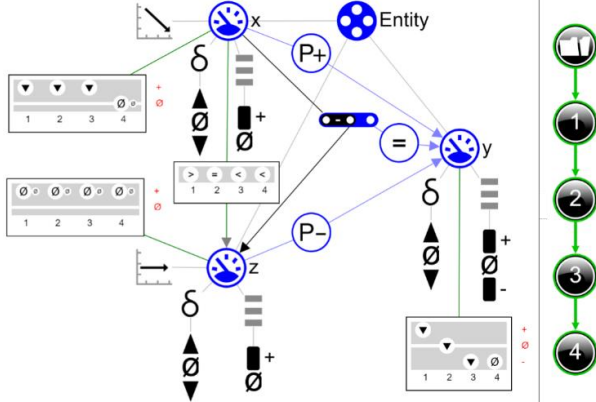 x
Entity
P+
δ
+
Ø
Ø
+
Ø
Ø ø
1 2 3 4
- 
=
y
> = < <
1 2 3 4
Ø ø Ø ø Ø ø Ø ø
+
Ø
1 2 3 4
P-
z
δ
Ø
+
Ø
δ
Ø
+
Ø
-
+
Ø
-
Ø
1 2 3 4
1
2
3
4